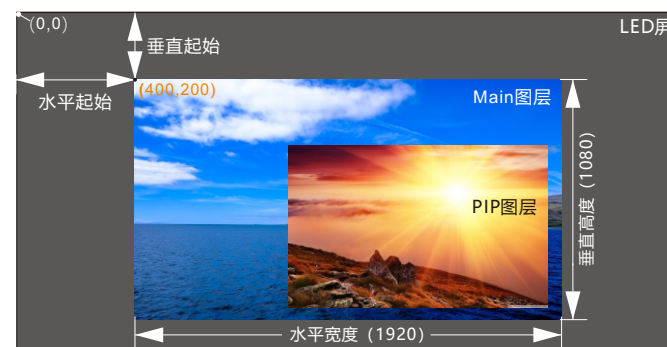 (0,0)
LED屏
垂直起始
水平起始
(400,200)
Main图层
PIP图层
垂直高度（1080）
水平宽度（1920）